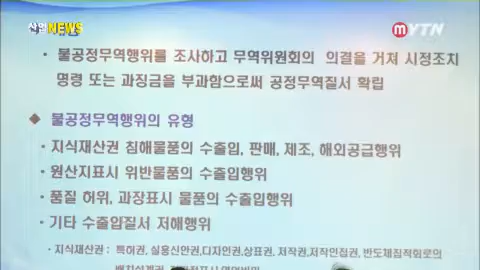 산업NEWS
mYTN
• 불공정무역행위를 조사하고 무역위원회의 의결을 거쳐 시정조치
명령 또는 과징금을 부과함으로써 공정무역질서 확립
❖ 불공정무역행위의 유형
• 지식재산권 침해물품의 수출입, 판매, 제조, 해외공급행위
• 원산지표시 위반물품의 수출입행위
• 품질 허위, 과장표시 물품의 수출입행위
• 기타 수출입질서 저해행위
• 지식재산권 : 특허권, 실용신안권,디자인권,상표권, 저작권,저작인접권, 반도체집적회로의